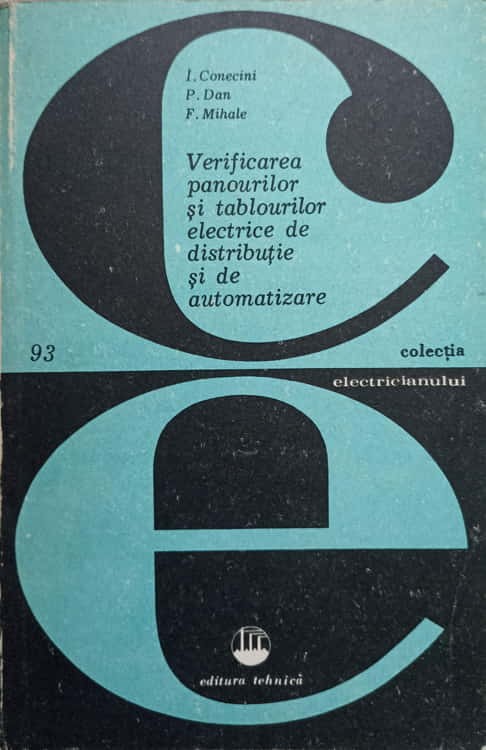 I. Conecini
P. Dan
F. Mihale
Verificarea
panourilor
și tablourilor
electrice de
distribuție
și de
automatizare
93
colecția
electricianului
editura tehnică